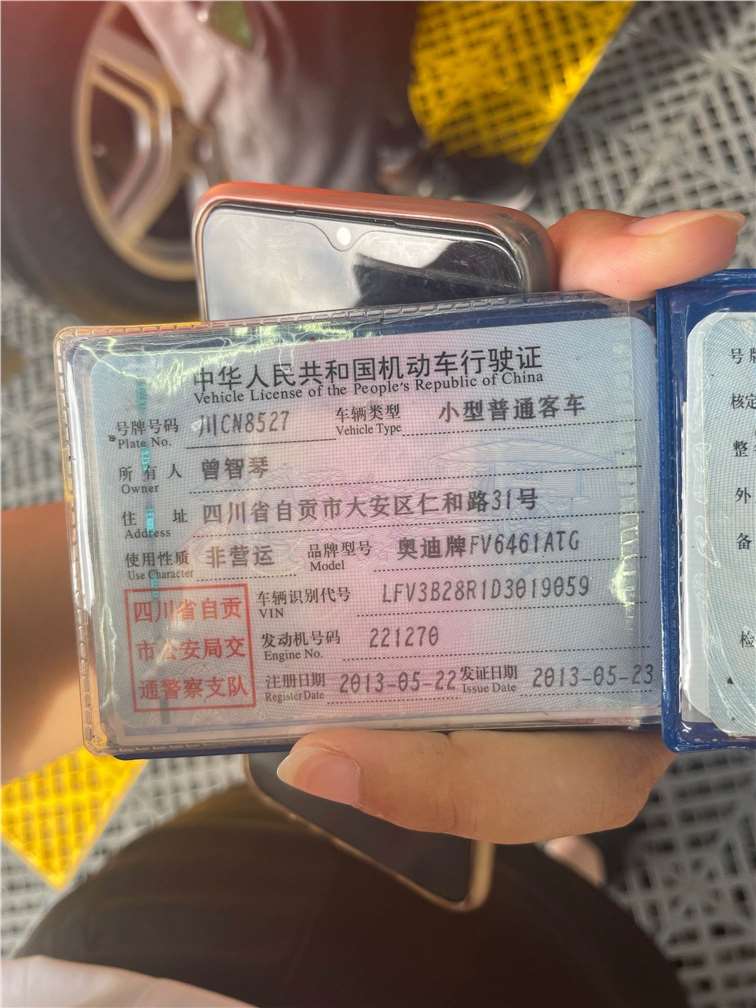 中华人民共和国机动车行驶证
Vehicle License of the People's Republic of China
号牌号码 川CN8527 车辆类型 小型普通客车
Plate No. Vehicle Type
所有人 曾智琴
Owner
住址 四川省自贡市大安区仁和路31号
Address
使用性质 非营运 品牌型号 奥迪牌FV6461ATG
Use Character Model
四川省自贡
市公安局交
通警察支队
车辆识别代号 LFV3B28R1D3019059
VIN
发动机号码 221270
Engine No.
注册日期 2013-05-22 发证日期 2013-05-23
Register Date Issue Date
号牌
核定
整
外
备
检